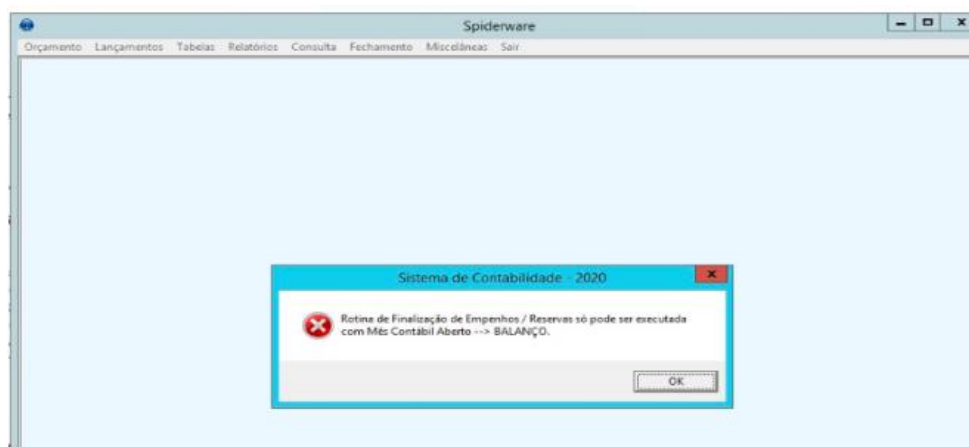 Spiderware
Orçamento Lançamentos Tabelas Relatórios Consulta Fechamento Miscelâneas Sair
Sistema de Contabilidade - 2020
Rotina de Finalização de Empenhos / Reservas só pode ser executada
com Mês Contábil Aberto --> BALANÇO.
OK